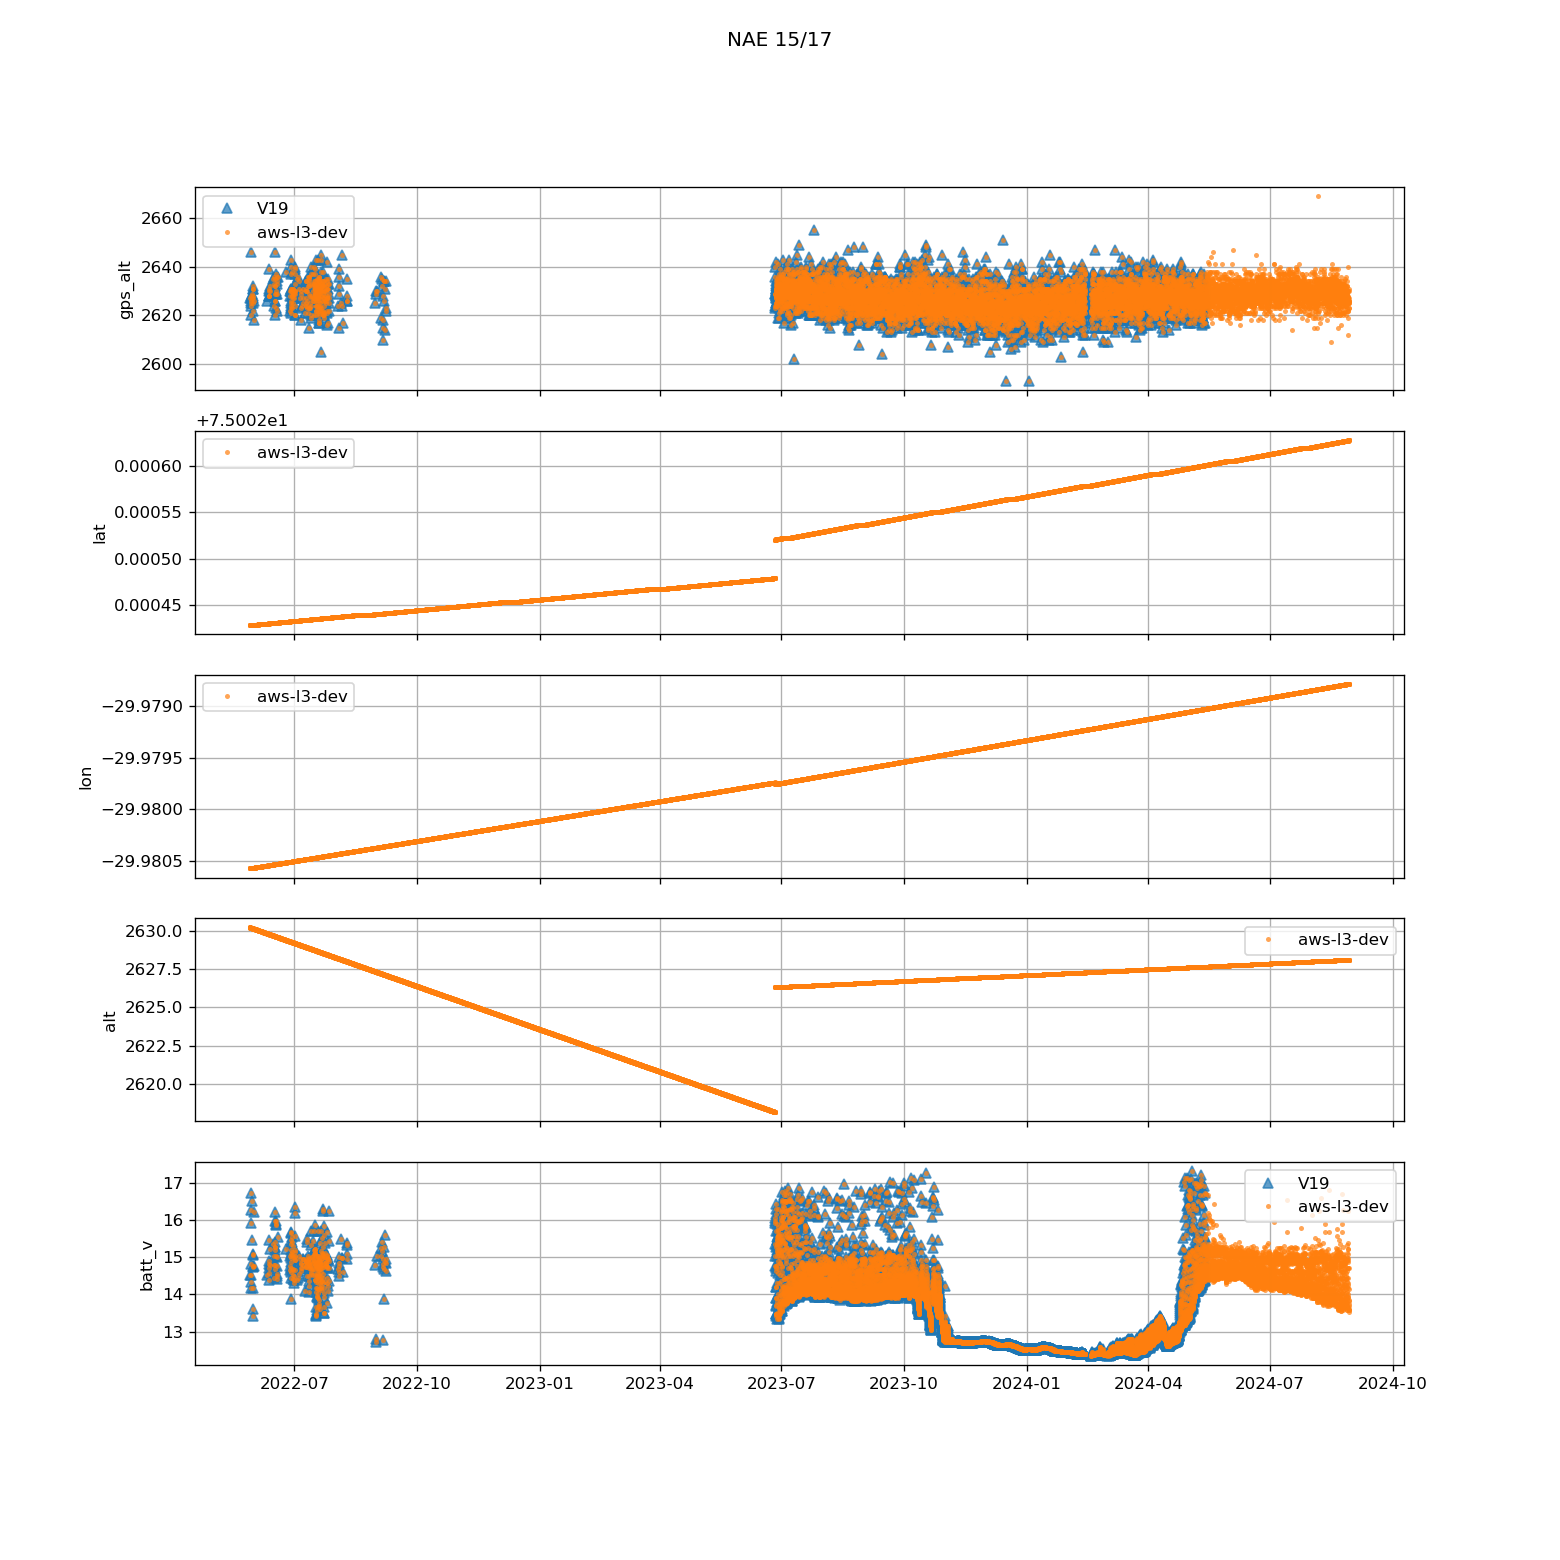 NAE 15/17
V19
aws-l3-dev
2660
2640
2620
2600
gps_alt
+7.5002e1
aws-l3-dev
0.00060
0.00055
0.00050
0.00045
lat
aws-l3-dev
−29.9790
−29.9795
−29.9800
−29.9805
lon
aws-l3-dev
2630.0
2627.5
2625.0
2622.5
2620.0
alt
V19
aws-l3-dev
17
16
15
14
13
batt_v
2022-07 2022-10 2023-01 2023-04 2023-07 2023-10 2024-01 2024-04 2024-07 2024-10